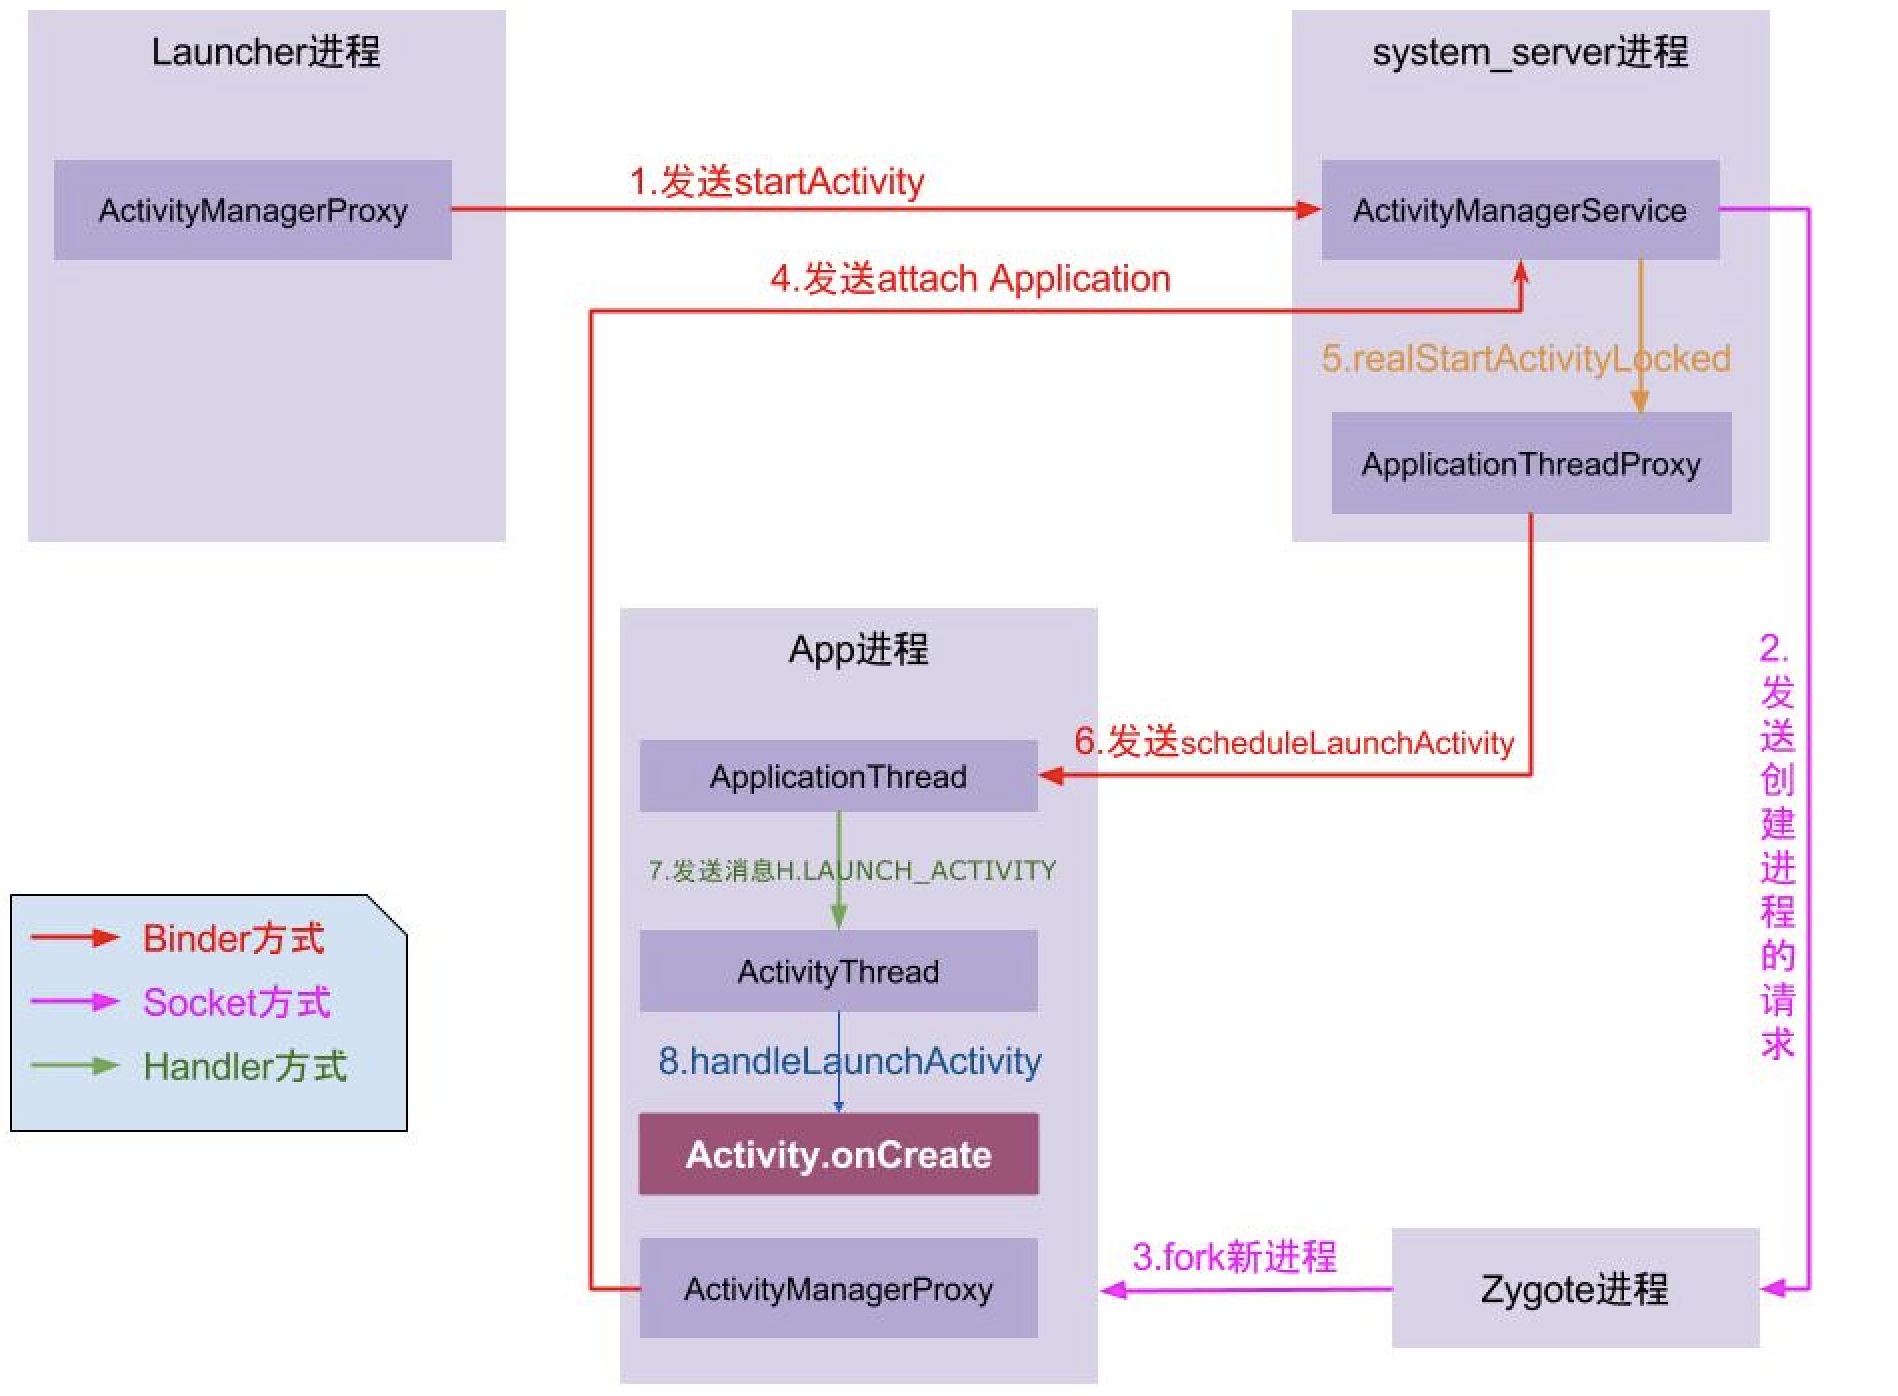 Launcher进程
system_server进程
ActivityManagerProxy
1.发送startActivity
ActivityManagerService
4.发送attach Application
5.realStartActivityLocked
ApplicationThreadProxy
2.发送创建进程的请求
App进程
6.发送scheduleLaunchActivity
ApplicationThread
7.发送消息H.LAUNCH_ACTIVITY
ActivityThread
8.handleLaunchActivity
Activity.onCreate
ActivityManagerProxy
3.fork新进程
Zygote进程
Binder方式
Socket方式
Handler方式